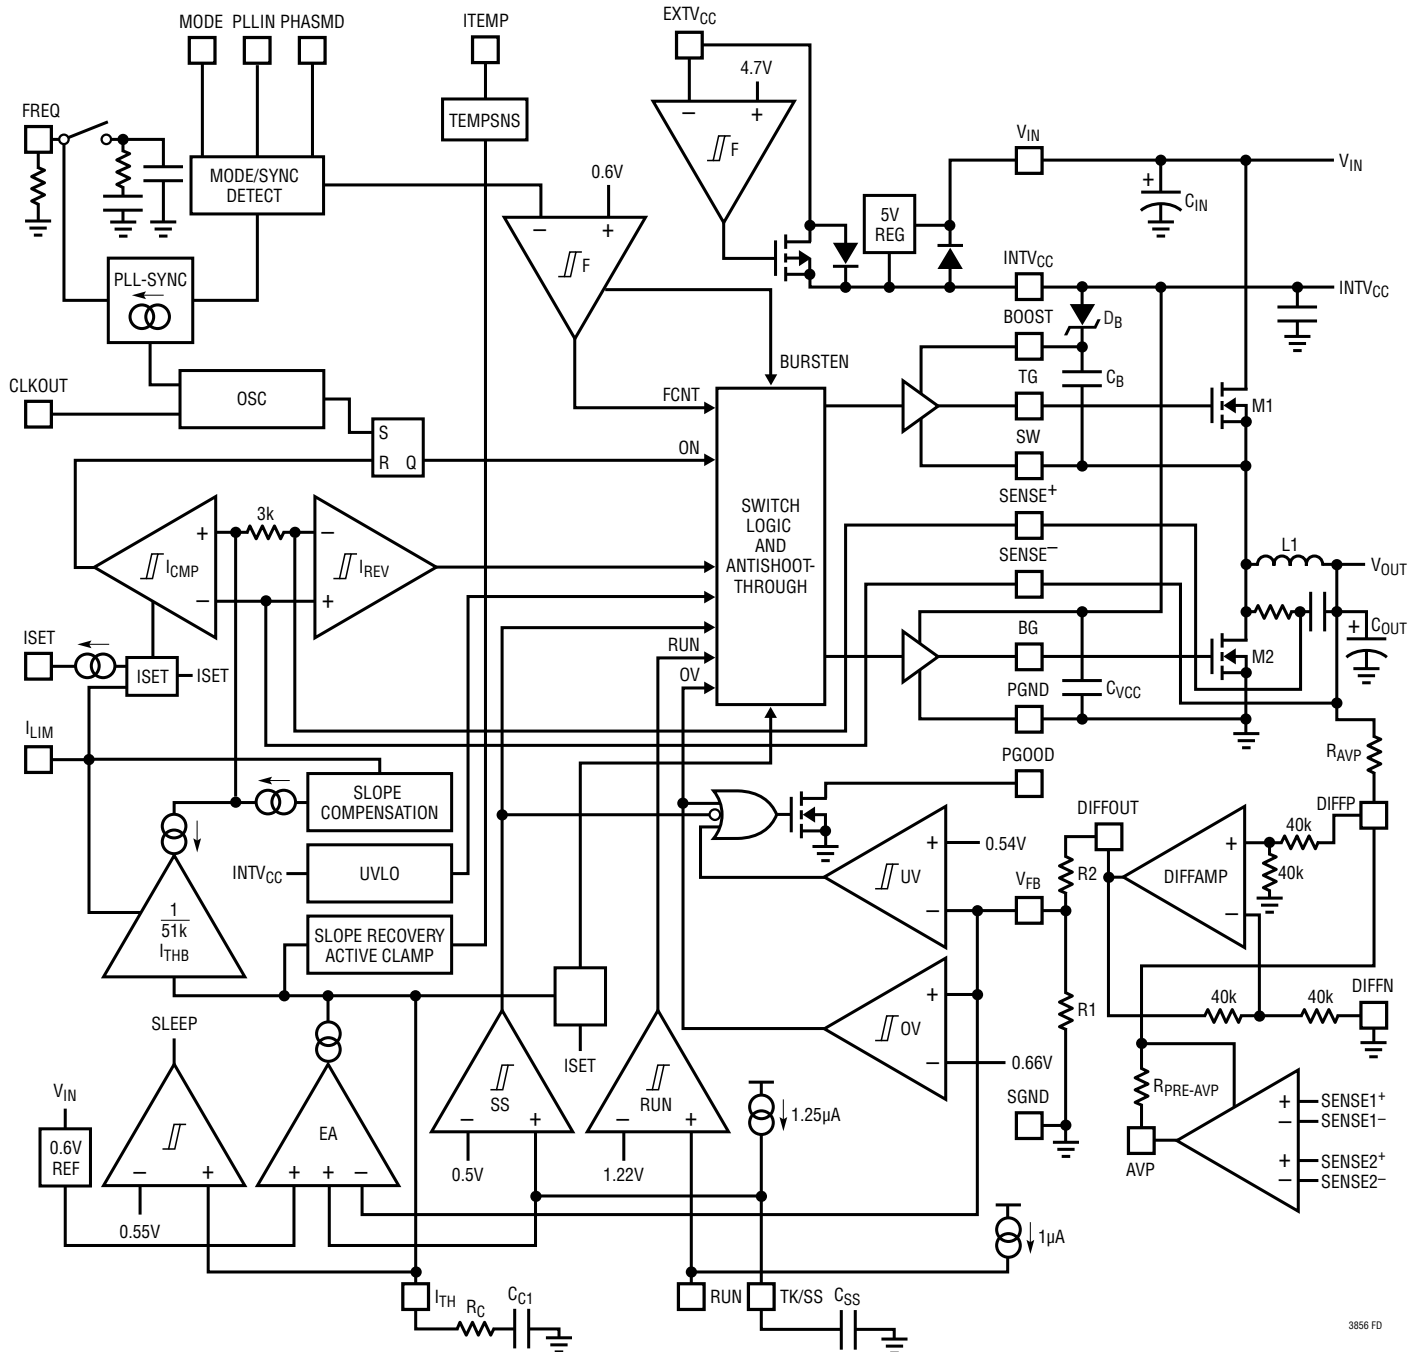 MODE PLLIN PHASMD
ITEMP
EXTVCC
4.7V
− +
F
FREQ
TEMPSNS
MODE/SYNC
DETECT
0.6V
− +
F
5V
REG
VIN
VIN
+
CIN
PLL-SYNC
INTVCC
INTVCC
DB
BOOST
CB
TG
M1
SW
CLKOUT
OSC
S
R Q
BURSTEN
FCNT
ON
SWITCH
LOGIC
AND
ANTISHOOT-
THROUGH
RUN
OV
SENSE+
SENSE−
L1
VOUT
+
COUT
BG
M2
PGND
CVCC
3k
+
−
ICMP
−
+
IREV
ISET
ISET
ISET
ILIM
SLOPE
COMPENSATION
INTVCC
UVLO
SLOPE RECOVERY
ACTIVE CLAMP
1
51k
ITHB
PGOOD
RAVP
DIFFOUT
DIFFP
+
−
UV
0.54V
VFB
R2
DIFFAMP
+
−
40k
40k
+
−
OV
0.66V
R1
40k
40k
DIFFN
SLEEP
ISET
SS
− +
0.5V
RUN
− +
1.22V
1.25µA
SGND
RPRE-AVP
AVP
+
−
+
−
SENSE1+
SENSE1−
SENSE2+
SENSE2−
VIN
0.6V
REF
− +
0.55V
EA
+ + −
1µA
ITH
RC
CC1
RUN
TK/SS
CSS
3856 FD